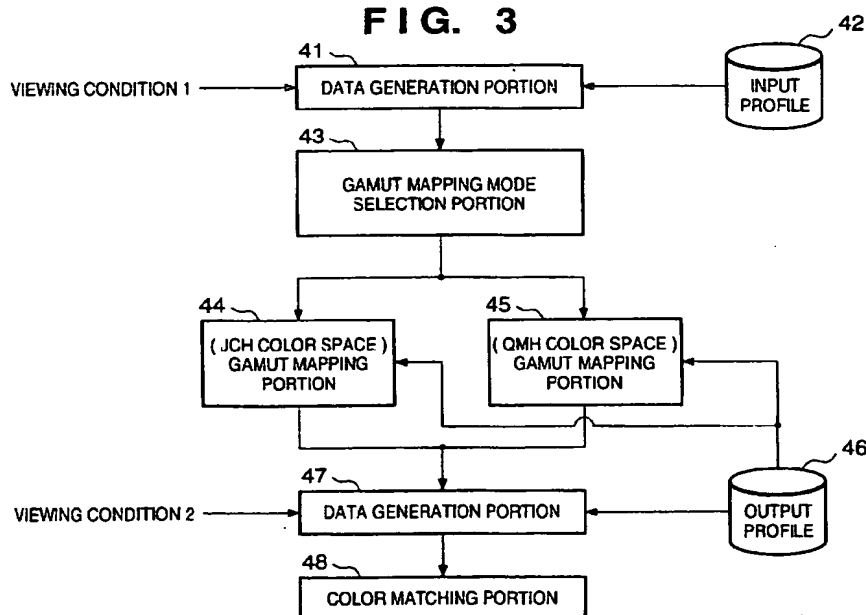 FIG. 3
42
41
VIEWING CONDITION 1
DATA GENERATION PORTION
INPUT
PROFILE
43
GAMUT MAPPING MODE
SELECTION PORTION
44
45
( JCH COLOR SPACE )
GAMUT MAPPING
PORTION
( QMH COLOR SPACE )
GAMUT MAPPING
PORTION
46
47
VIEWING CONDITION 2
DATA GENERATION PORTION
OUTPUT
PROFILE
48
COLOR MATCHING PORTION